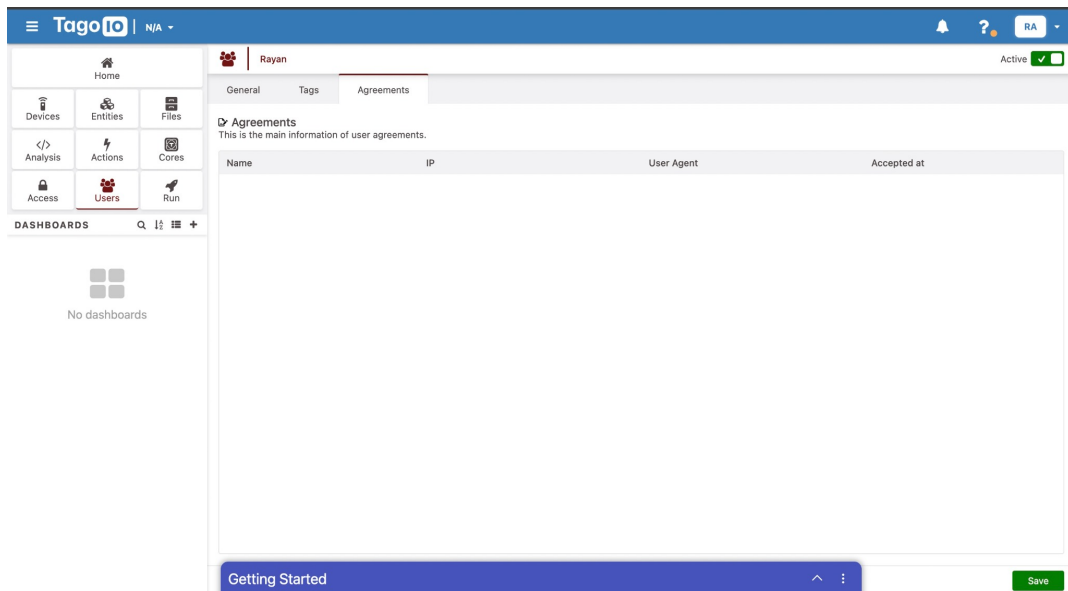 Tago IO | N/A
? RA
Home
Devices Entities Files
</> Analysis Actions Cores
Access Users Run
DASHBOARDS
No dashboards
Rayan
Active
General Tags Agreements
Agreements
This is the main information of user agreements.
Name IP User Agent Accepted at
Getting Started
Save